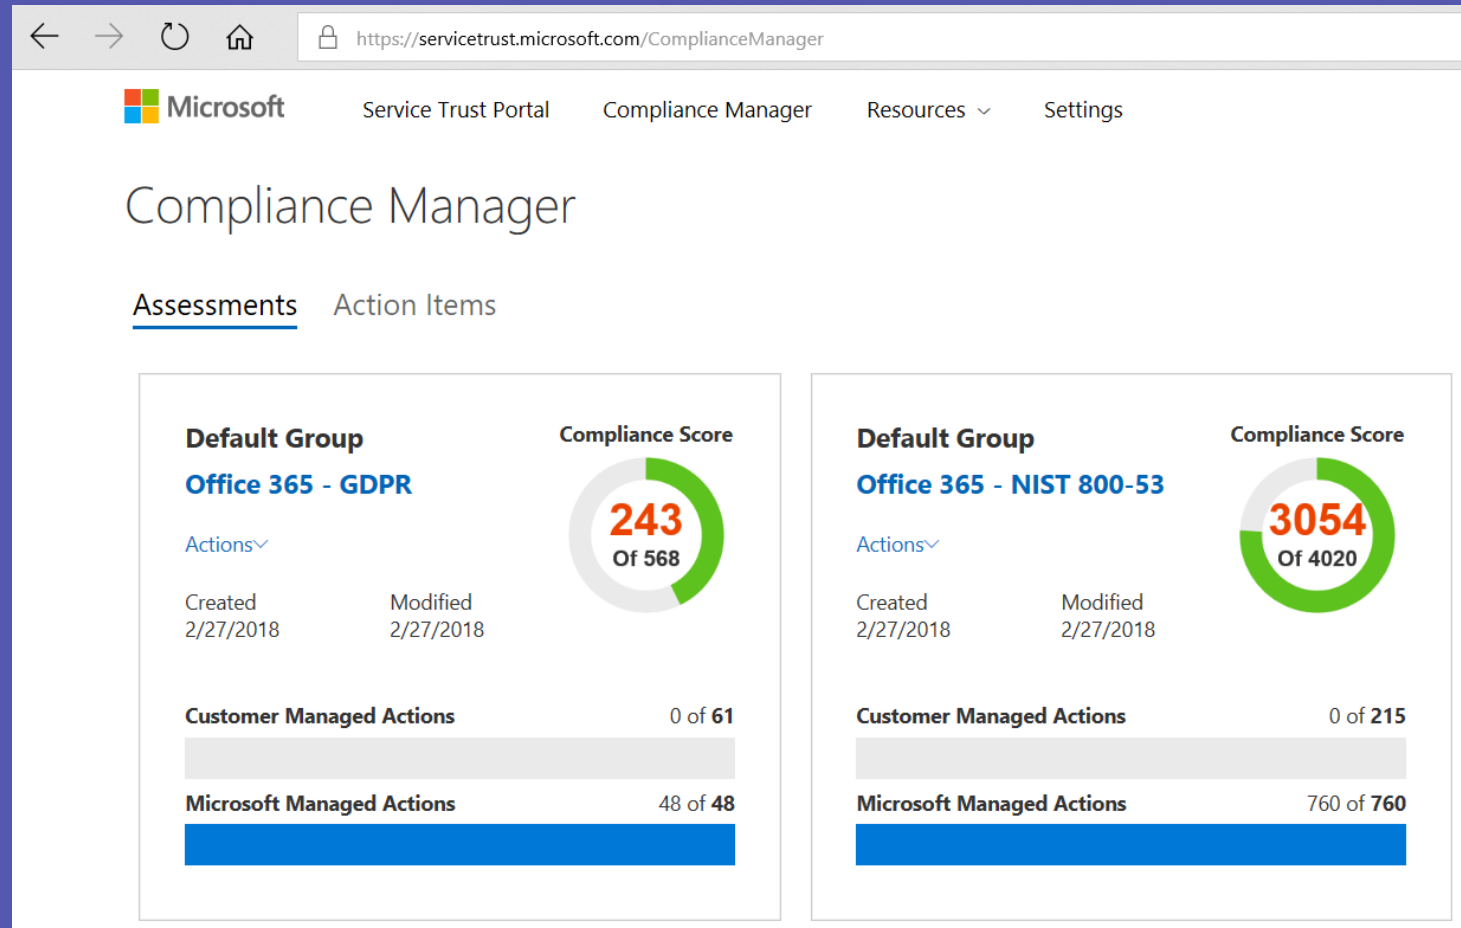 https://servicetrust.microsoft.com/ComplianceManager
Microsoft Service Trust Portal Compliance Manager Resources Settings
Compliance Manager
Assessments Action Items
Default Group
Office 365 - GDPR
Actions
Created Modified
2/27/2018 2/27/2018
Compliance Score
243
Of 568
Customer Managed Actions 0 of 61
Microsoft Managed Actions 48 of 48
Default Group
Office 365 - NIST 800-53
Actions
Created Modified
2/27/2018 2/27/2018
Compliance Score
3054
Of 4020
Customer Managed Actions 0 of 215
Microsoft Managed Actions 760 of 760